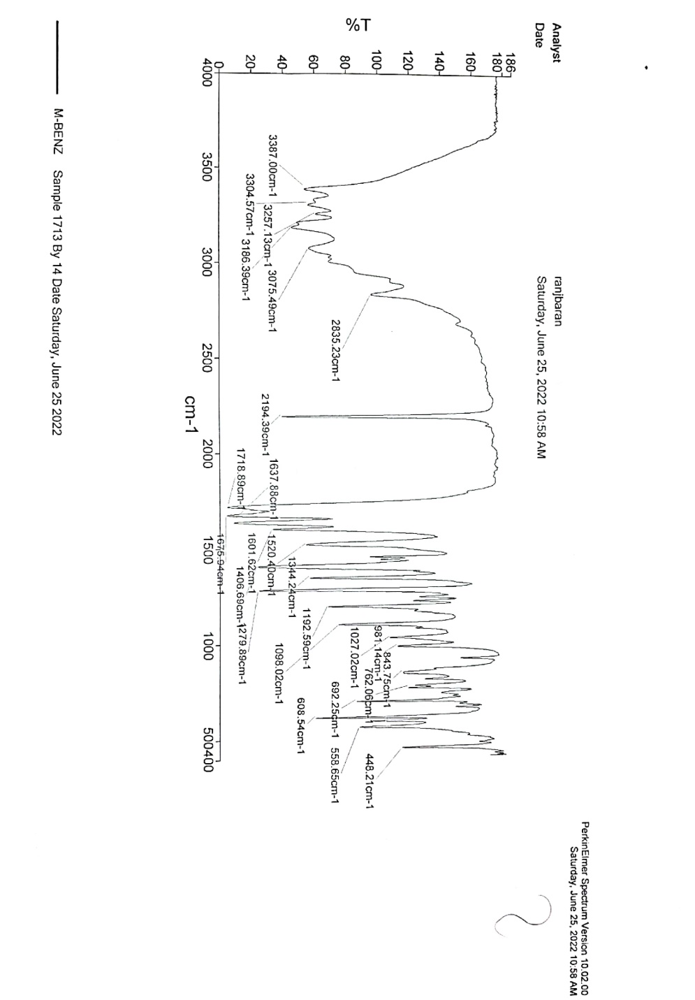 PerkinElmer Spectrum Version 10.02.00
Saturday, June 25, 2022 10:58 AM
Analyst ranjbaran
Date Saturday, June 25, 2022 10:58 AM
%T
186
180
160
140
120
100
80
60
40
20
0
4000
3500
3000
2500
2000
1500
1000
500
400
cm-1
3387.00cm-1
3304.57cm-1
3257.13cm-1
3186.39cm-1
3075.49cm-1
2835.23cm-1
2194.39cm-1
1718.89cm-1
1675.94cm-1
1637.88cm-1
1601.62cm-1
1520.40cm-1
1406.69cm-1
1344.24cm-1
1279.89cm-1
1192.59cm-1
1098.02cm-1
1027.02cm-1
981.14cm-1
843.75cm-1
762.06cm-1
692.25cm-1
608.54cm-1
558.65cm-1
448.21cm-1
M-BENZ Sample 1713 By 14 Date Saturday, June 25 2022